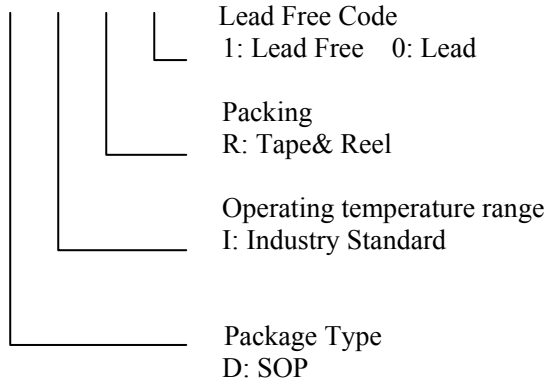 Lead Free Code
1: Lead Free 0: Lead
Packing
R: Tape& Reel
Operating temperature range
I: Industry Standard
Package Type
D: SOP